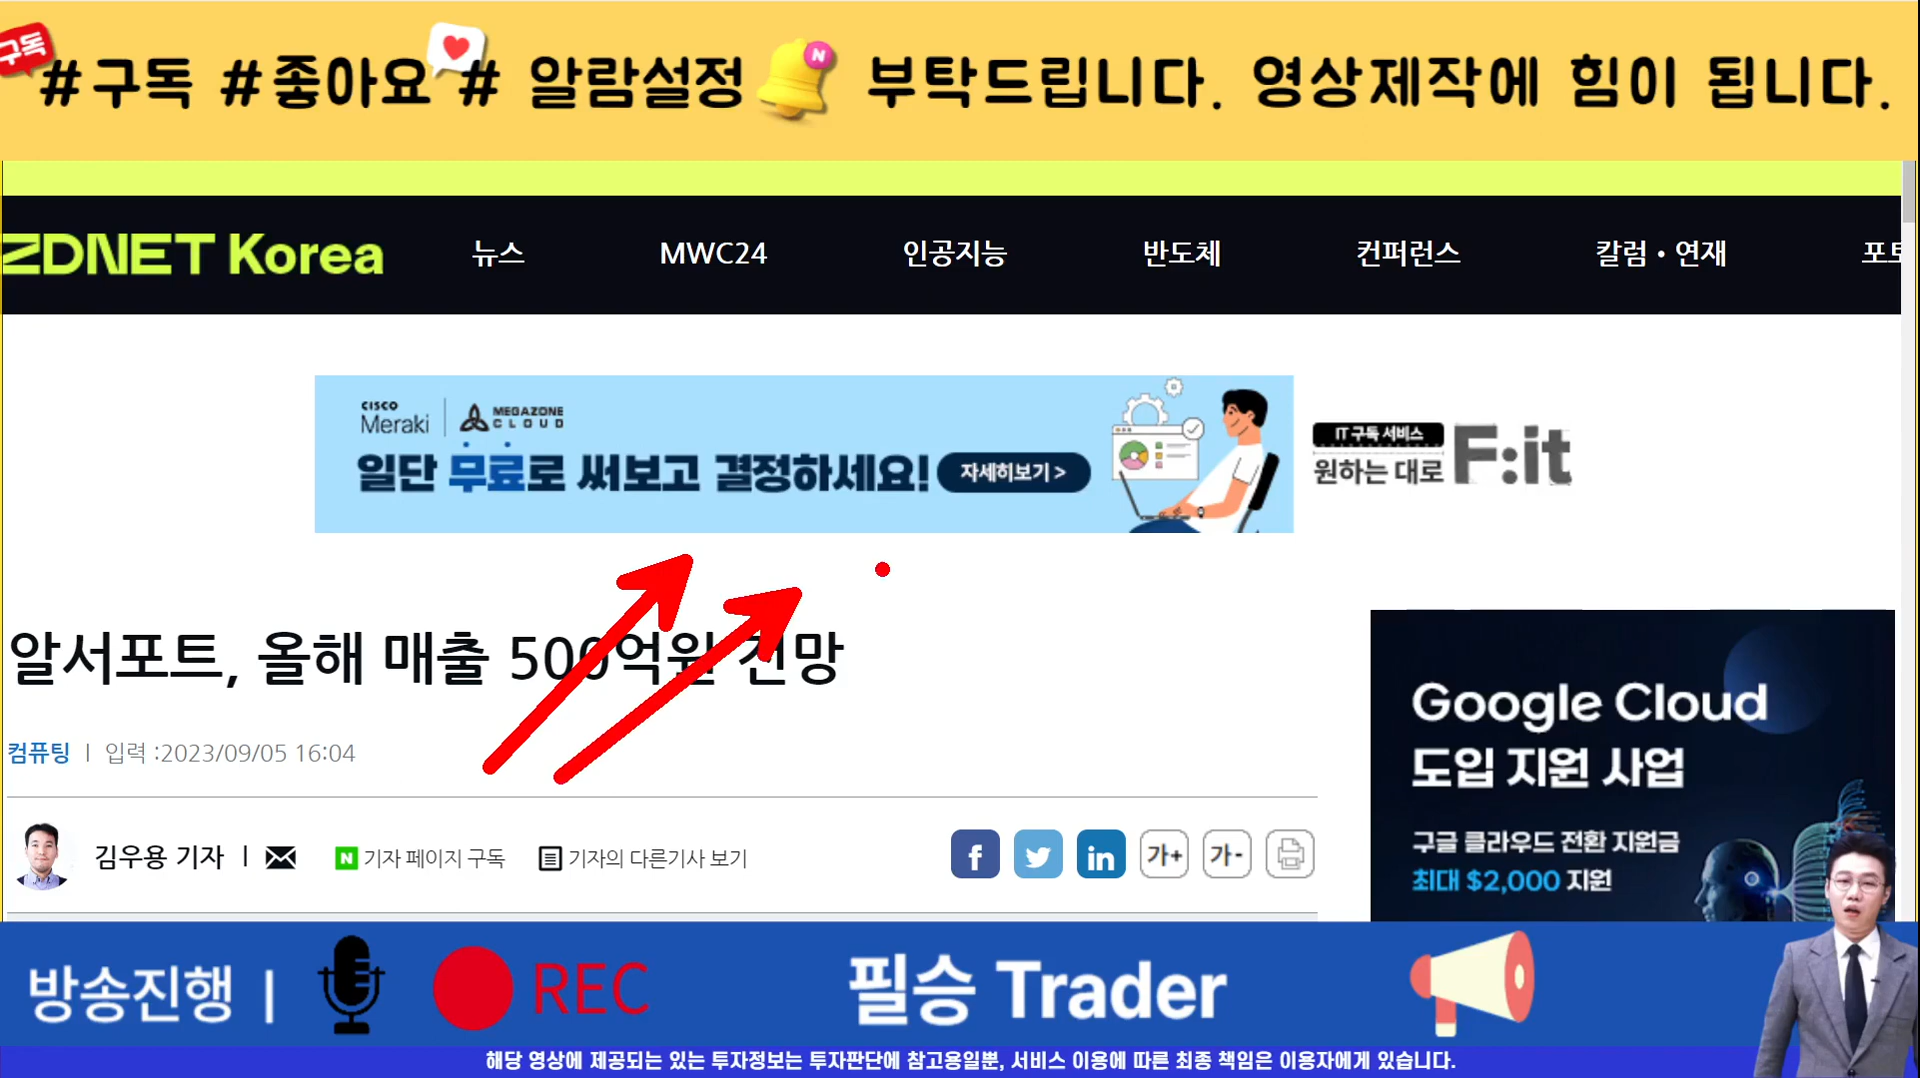 구독
#구독 #좋아요 # 알람설정 N 부탁드립니다. 영상제작에 힘이 됩니다.
ZDNET Korea
뉴스
MWC24
인공지능
반도체
컨퍼런스
칼럼•연재
포토
CISCO Meraki
MEGAZONE CLOUD
일단 무료로 써보고 결정하세요!
자세히보기 >
IT 구독 서비스
원하는 대로
F:it
알서포트, 올해 매출 500억원 전망
컴퓨팅 | 입력 :2023/09/05 16:04
김우용 기자 |
N 기자 페이지 구독
기자의 다른기사 보기
f
in
가+
가-
Google Cloud
도입 지원 사업
구글 클라우드 전환 지원금
최대 $2,000 지원
방송진행 |
REC
필승 Trader
해당 영상에 제공되는 있는 투자정보는 투자판단에 참고용일뿐, 서비스 이용에 따른 최종 책임은 이용자에게 있습니다.